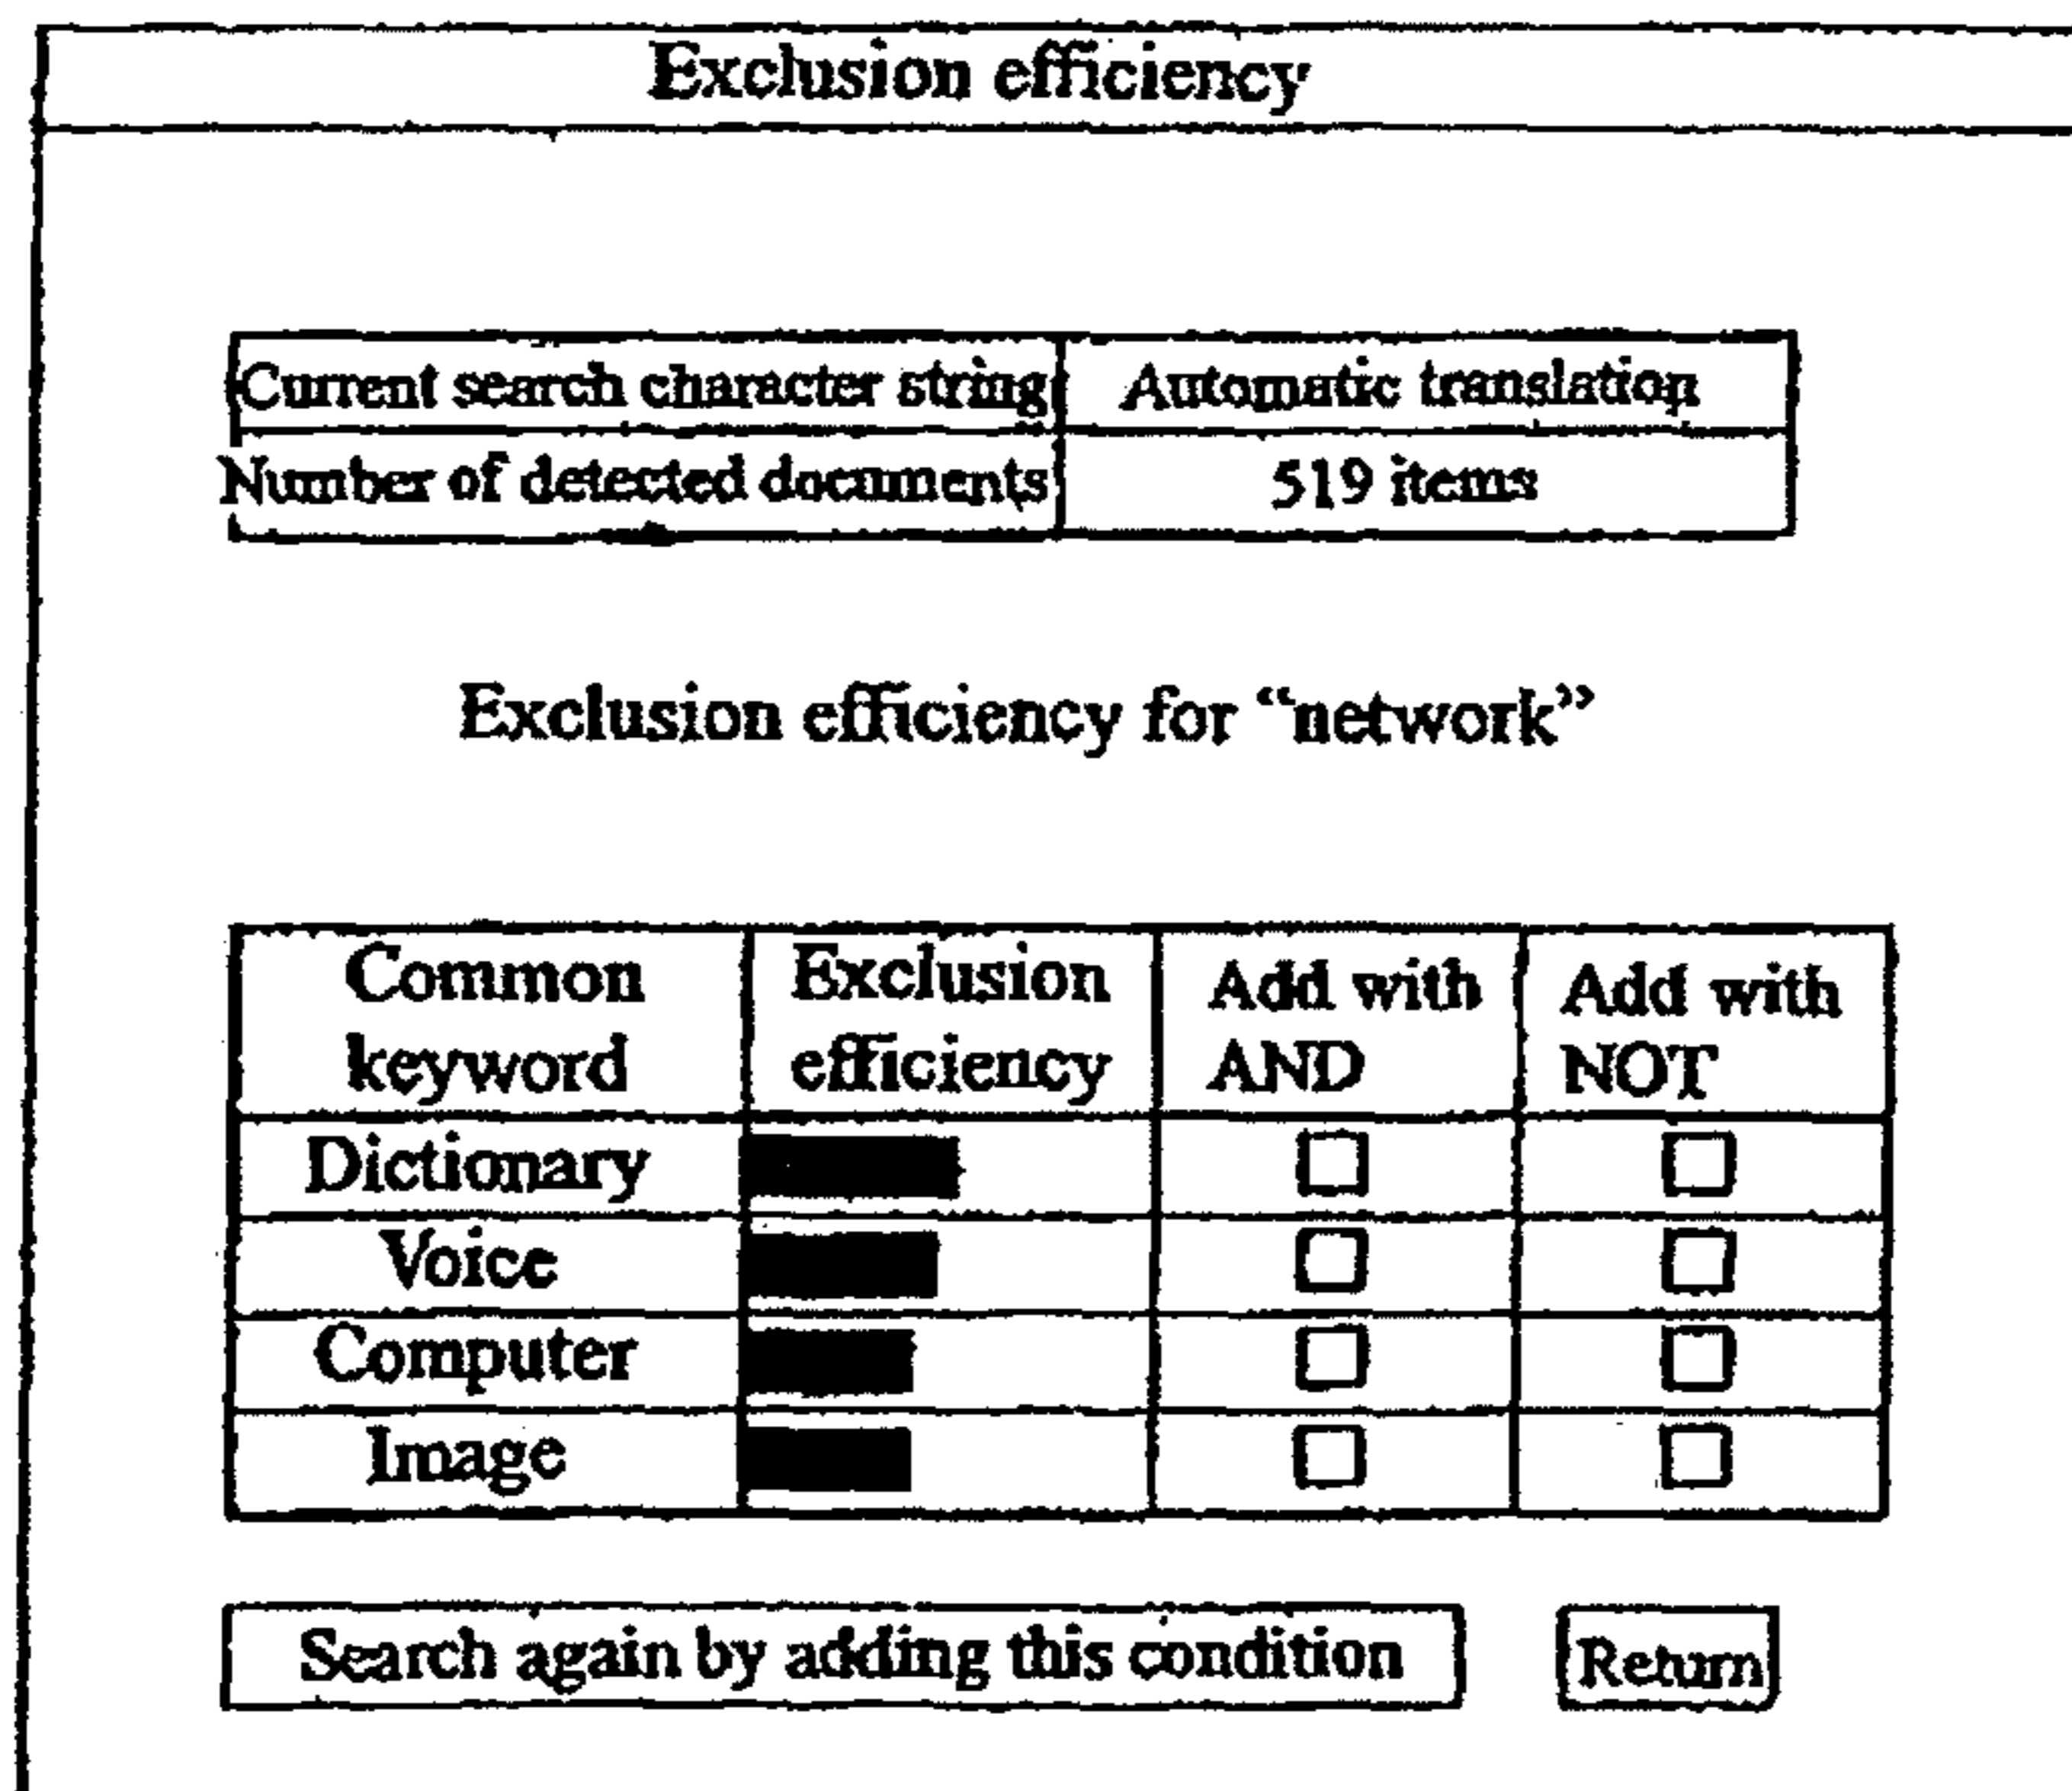 Exclusion efficiency
Current search character string Automatic translation
Number of detected documents 519 items
Exclusion efficiency for “network”
Common keyword Exclusion efficiency Add with AND Add with NOT
Dictionary
Voice
Computer
Image
Search again by adding this condition Return